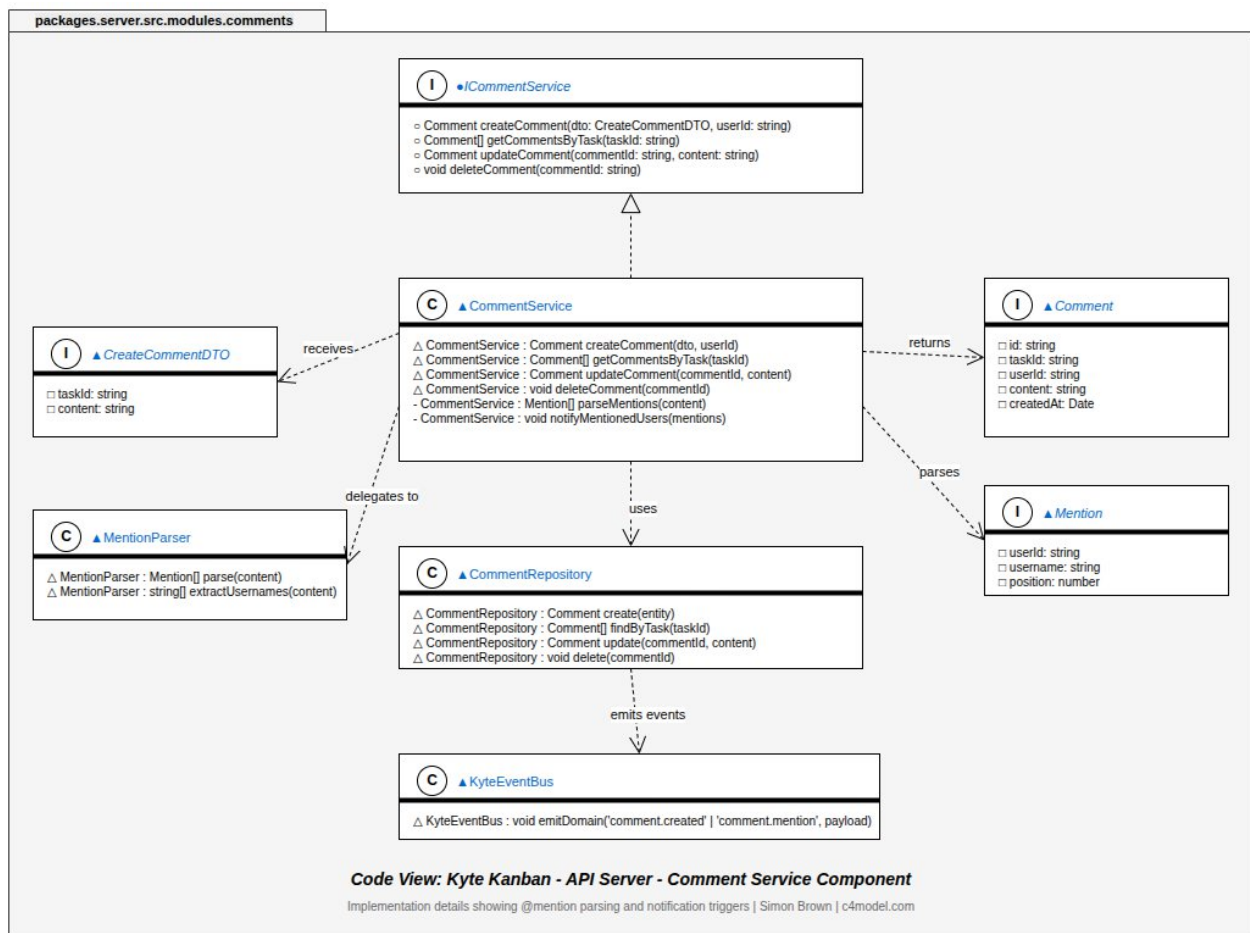 packages.server.src.modules.comments
I ●ICommentService
○ Comment createComment(dto: CreateCommentDTO, userId: string)
○ Comment[] getCommentsByTask(taskId: string)
○ Comment updateComment(commentId: string, content: string)
○ void deleteComment(commentId: string)
C ▲CommentService
△ CommentService : Comment createComment(dto, userId)
△ CommentService : Comment[] getCommentsByTask(taskId)
△ CommentService : Comment updateComment(commentId, content)
△ CommentService : void deleteComment(commentId)
- CommentService : Mention[] parseMentions(content)
- CommentService : void notifyMentionedUsers(mentions)
receives
I ▲CreateCommentDTO
□ taskId: string
□ content: string
returns
I ▲Comment
□ id: string
□ taskId: string
□ userId: string
□ content: string
□ createdAt: Date
parses
I ▲Mention
□ userId: string
□ username: string
□ position: number
delegates to
C ▲MentionParser
△ MentionParser : Mention[] parse(content)
△ MentionParser : string[] extractUsernames(content)
uses
C ▲CommentRepository
△ CommentRepository : Comment create(entity)
△ CommentRepository : Comment[] findByTask(taskId)
△ CommentRepository : Comment update(commentId, content)
△ CommentRepository : void delete(commentId)
emits events
C ▲KyteEventBus
△ KyteEventBus : void emitDomain('comment.created' | 'comment.mention', payload)
Code View: Kyte Kanban - API Server - Comment Service Component
Implementation details showing @mention parsing and notification triggers | Simon Brown | c4model.com